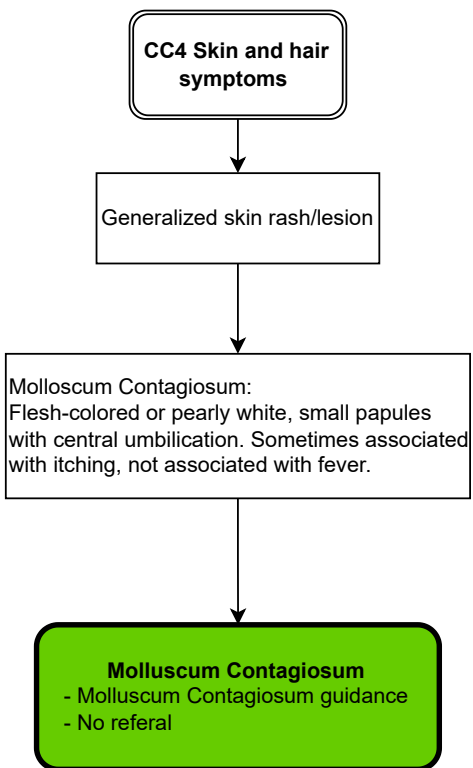 CC4 Skin and hair
symptoms
Generalized skin rash/lesion
Molloscum Contagiosum:
Flesh-colored or pearly white, small papules
with central umbilication. Sometimes associated
with itching, not associated with fever.
Molluscum Contagiosum
- Molluscum Contagiosum guidance
- No referal